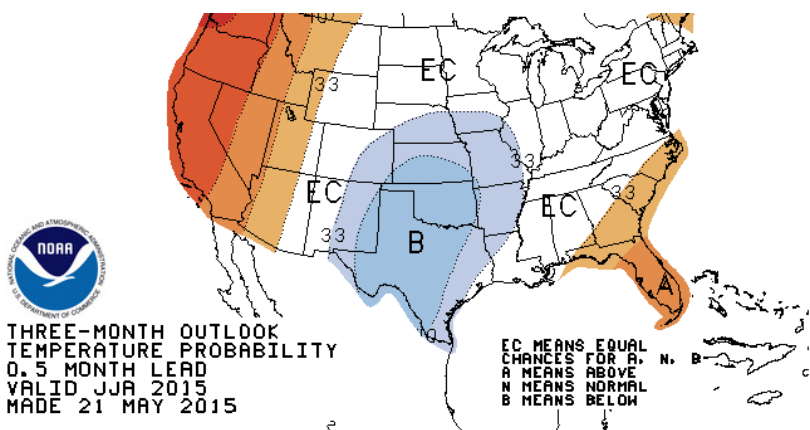 40
EC
EC
33
33
33
EC
EC
33
B
A
40
NATIONAL OCEANIC AND ATMOSPHERIC ADMINISTRATION
NOAA
U.S. DEPARTMENT OF COMMERCE
THREE-MONTH OUTLOOK
TEMPERATURE PROBABILITY
0.5 MONTH LEAD
VALID JJA 2015
MADE 21 MAY 2015
EC MEANS EQUAL
CHANCES FOR A, N, B
A MEANS ABOVE
N MEANS NORMAL
B MEANS BELOW